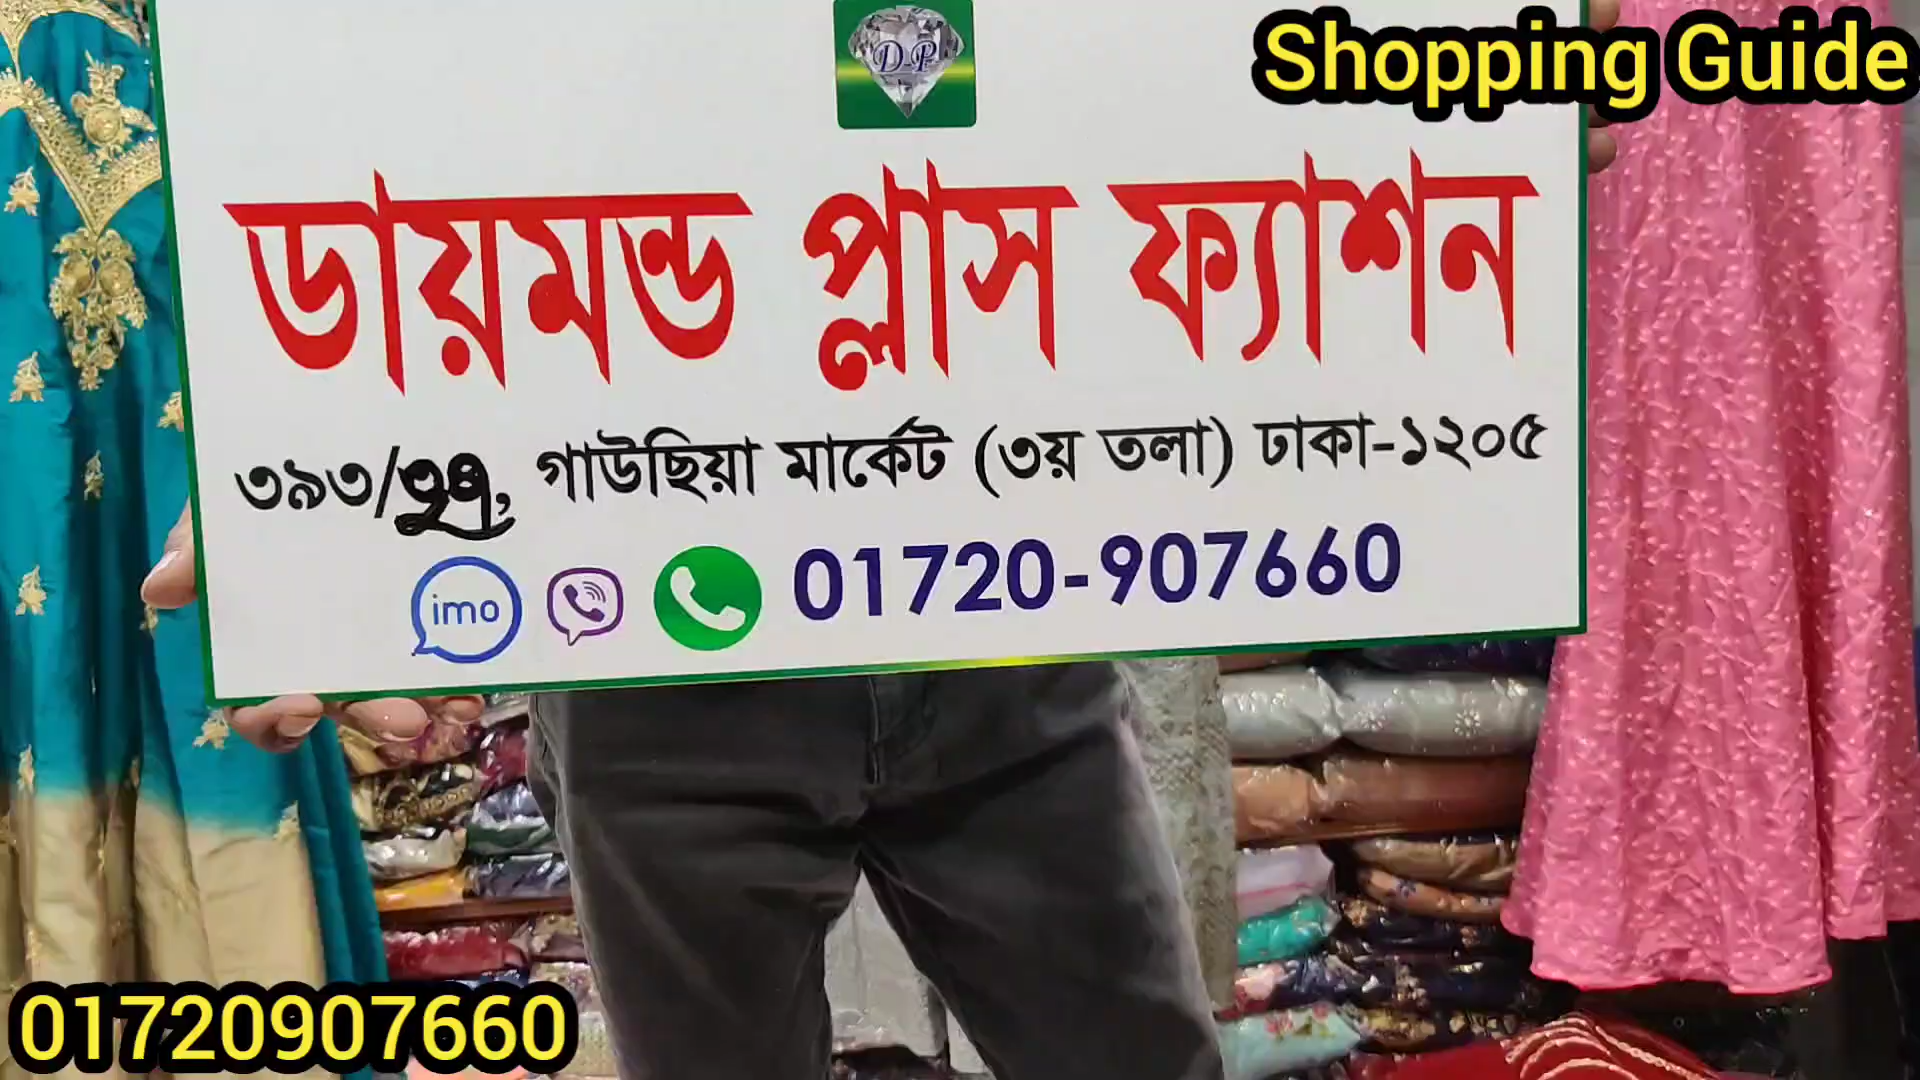 Shopping Guide
D-P
ডায়মন্ড প্লাস ফ্যাশন
৩৯৩/৩৭, গাউছিয়া মার্কেট (৩য় তলা) ঢাকা-১২০৫
imo 01720-907660
01720907660